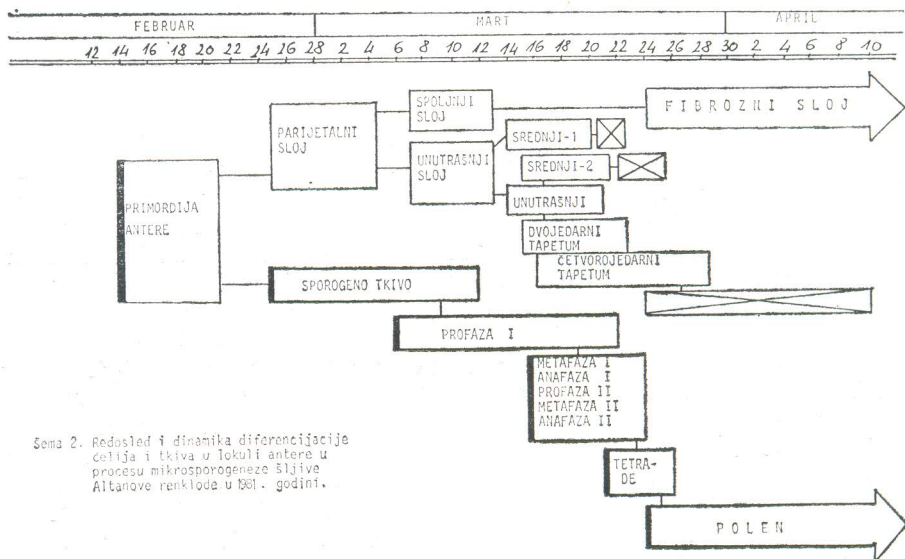 FEBRUAR MART APRIL
12 14 16 18 20 22 24 26 28 2 4 6 8 10 12 14 16 18 20 22 24 26 28 30 2 4 6 8 10
SPOLJNJI
SLOJ
FIBROZNI SLOJ
PARIJETALNI
SLOJ
SREDNJI-1
UNUTRAŠNJI
SLOJ
SREDNJI-2
PRIMORDIJA
ANTERE
UNUTRAŠNJI
DVOJEDARNI
TAPETUM
ČETVOROJEDARNI
TAPETUM
SPOROGENO TKIVO
PROFAZA I
METAFAZA I
ANAFAZA I
PROFAZA II
METAFAZA II
ANAFAZA II
Šema 2. Redosled i dinamika diferencijacije
ćelija i tkiva u lokuli antere u
procesu mikrosporogeneze šljive
Altanove renklode u 1981. godini.
TETRA-
DE
POLEN